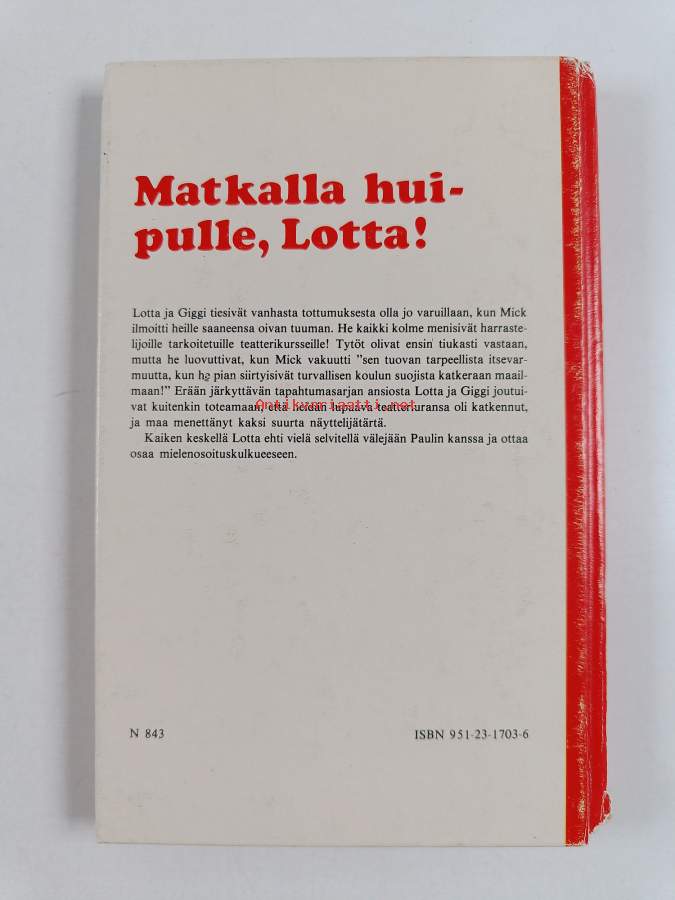 Matkalla hui-
pulle, Lotta!
Lotta ja Giggi tiesivät vanhasta tottumuksesta olla jo varuillaan, kun Mick
ilmoitti heille saaneensa oivan tuuman. He kaikki kolme menisivät harraste-
lijoille tarkoitetuille teatterikursseille! Tytöt olivat ensin tiukasti vastaan,
mutta he luovuttivat, kun Mick vakuutti "sen tuovan tarpeellista itsevar-
muutta, kun he pian siirtyisivät turvallisen koulun suojista katkeraan maail-
maan!" Erään järkyttävän tapahtumasarjan ansiosta Lotta ja Giggi joutui-
Antikvariaatti.net
vat kuitenkin toteamaan, että heidän lupaava teatteriuransa oli katkennut,
ja maa menettänyt kaksi suurta näyttelijätärtä.
Kaiken keskellä Lotta ehti vielä selvitellä välejään Paulin kanssa ja ottaa
osaa mielenosoituskulkueeseen.
N 843
ISBN 951-23-1703-6